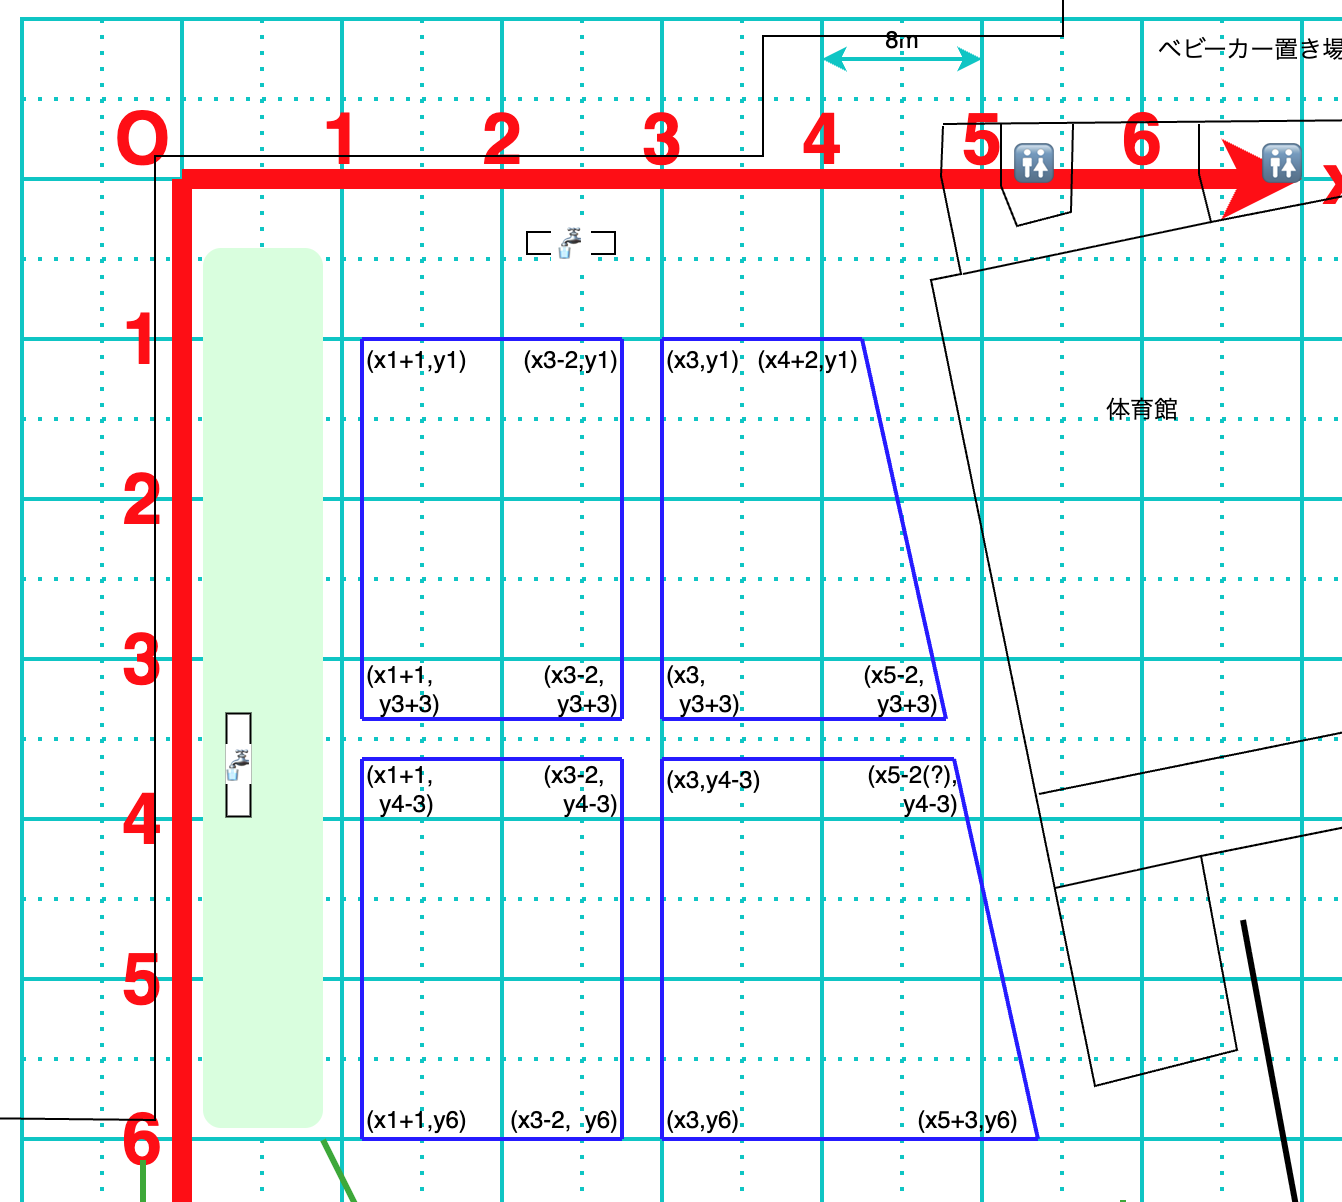 8m
ベビーカー置き場
O 1 2 3 4 5 6
x
1
(x1+1,y1) (x3-2,y1) (x3,y1) (x4+2,y1)
体育館
2
3
(x1+1,
y3+3)
(x3-2,
y3+3)
(x3,
y3+3)
(x5-2,
y3+3)
(x1+1,
y4-3)
(x3-2,
y4-3)
(x3,y4-3)
(x5-2(?),
y4-3)
4
5
6
(x1+1,y6) (x3-2, y6) (x3,y6) (x5+3,y6)